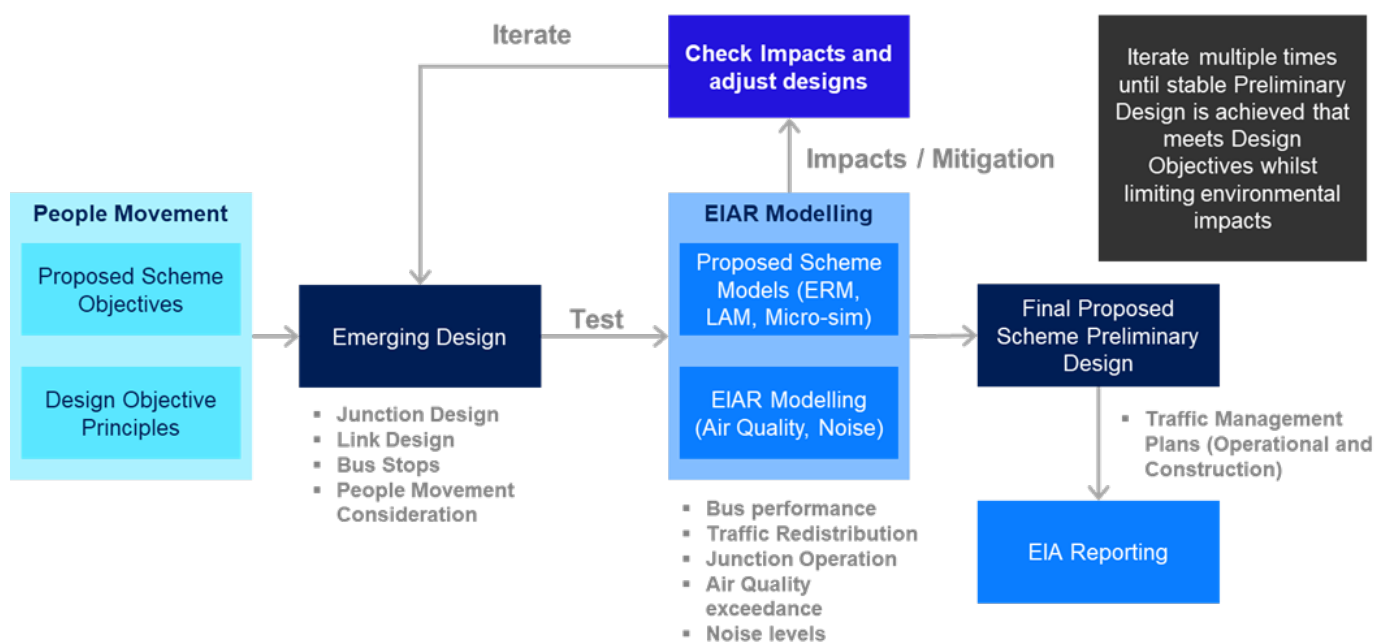 Iterate
Check Impacts and
adjust designs
Iterate multiple times
until stable Preliminary
Design is achieved that
meets Design
Objectives whilst
limiting environmental
impacts
Impacts / Mitigation
People Movement
Proposed Scheme
Objectives
Design Objective
Principles
Emerging Design
▪ Junction Design
▪ Link Design
▪ Bus Stops
▪ People Movement
Consideration
Test
EIAR Modelling
Proposed Scheme
Models (ERM,
LAM, Micro-sim)
EIAR Modelling
(Air Quality, Noise)
▪ Bus performance
▪ Traffic Redistribution
▪ Junction Operation
▪ Air Quality
exceedance
▪ Noise levels
Final Proposed
Scheme Preliminary
Design
▪ Traffic Management
Plans (Operational and
Construction)
EIA Reporting